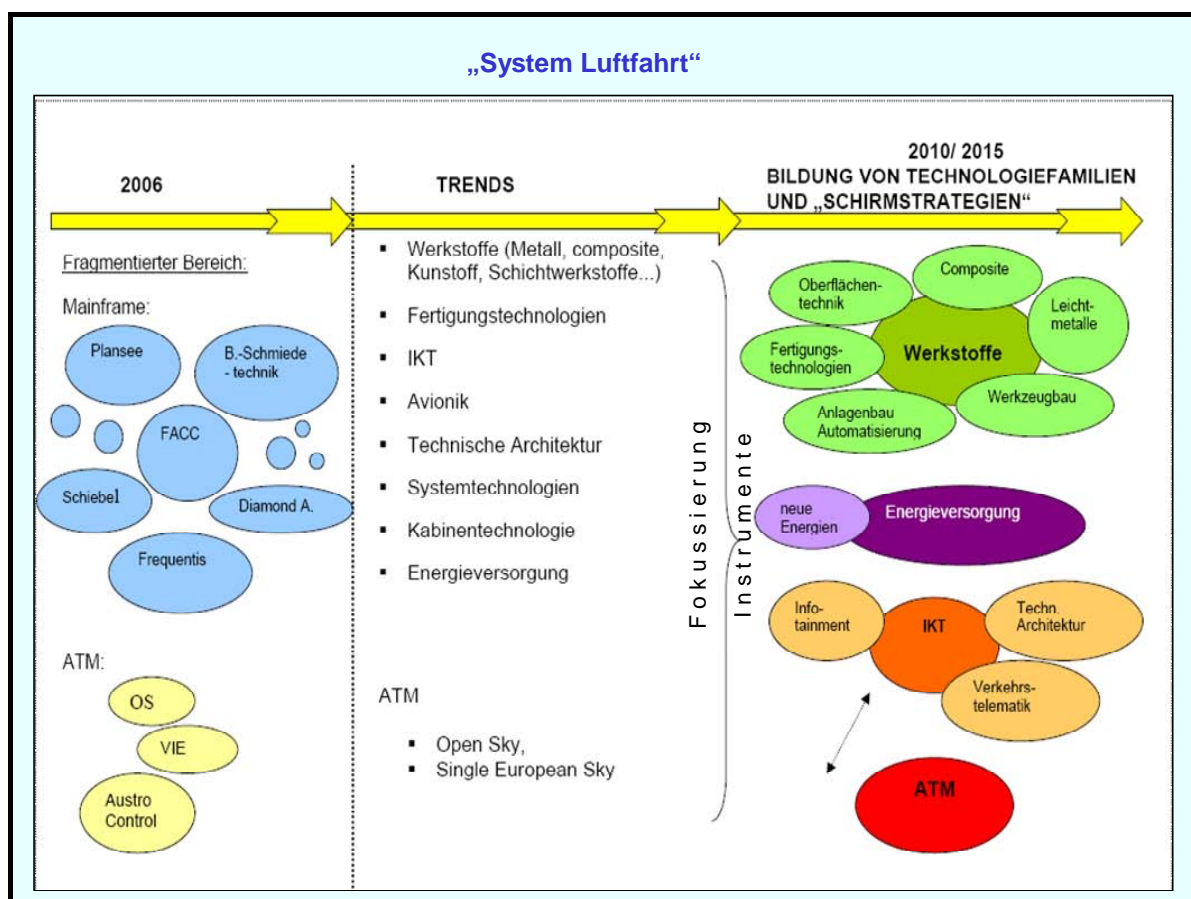 „System Luftfahrt“
2006
Fragmentierter Bereich:
Mainframe:
Plansee
B.-Schmiede
- technik
FACC
Schiebel
Diamond A.
Frequentis
ATM:
OS
VIE
Austro
Control
TRENDS
▪ Werkstoffe (Metall, composite,
Kunstoff, Schichtwerkstoffe...)
▪ Fertigungstechnologien
▪ IKT
▪ Avionik
▪ Technische Architektur
▪ Systemtechnologien
▪ Kabinentechnologie
▪ Energieversorgung
ATM
▪ Open Sky,
▪ Single European Sky
Fokussierung
Instrumente
2010/ 2015
BILDUNG VON TECHNOLOGIEFAMILIEN
UND „SCHIRMSTRATEGIEN“
Composite
Oberflächen-
technik
Leicht-
metalle
Werkstoffe
Fertigungs-
technologien
Werkzeugbau
Anlagenbau
Automatisierung
neue
Energien
Energieversorgung
Info-
tainment
IKT
Techn.
Architektur
Verkehrs-
telematik
ATM